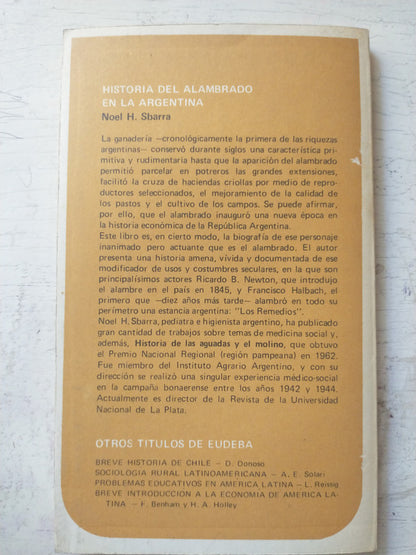 HISTORIA DEL ALAMBRADO
EN LA ARGENTINA
Noel H. Sbarra
La ganadería —cronológicamente la primera de las riquezas
argentinas— conservó durante siglos una característica pri-
mitiva y rudimentaria hasta que la aparición del alambrado
permitió parcelar en potreros las grandes extensiones,
facilitó la cruza de haciendas criollas por medio de repro-
ductores seleccionados, el mejoramiento de la calidad de
los pastos y el cultivo de los campos. Se puede afirmar,
por ello, que el alambrado inauguró una nueva época en
la historia económica de la República Argentina.
Este libro es, en cierto modo, la biografía de ese personaje
inanimado pero actuante que es el alambrado. El autor
presenta una historia amena, vívida y documentada de ese
modificador de usos y costumbres seculares, en la que son
principalísimos actores Ricardo B. Newton, que introdujo
el alambre en el país en 1845, y Francisco Halbach, el
primero que —diez años más tarde— alambró en todo su
perímetro una estancia argentina: "Los Remedios".
Noel H. Sbarra, pediatra e higienista argentino, ha publicado
gran cantidad de trabajos sobre temas de medicina social y,
además, Historia de las aguadas y el molino, que obtuvo
el Premio Nacional Regional (región pampeana) en 1962.
Fue miembro del Instituto Agrario Argentino, y con su
dirección se realizó una singular experiencia médico-social
en la campaña bonaerense entre los años 1942 y 1944.
Actualmente es director de la Revista de la Universidad
Nacional de La Plata.
OTROS TITULOS DE EUDEBA
BREVE HISTORIA DE CHILE — D. Donoso
SOCIOLOGIA RURAL LATINOAMERICANA — A. E. Solari
PROBLEMAS EDUCATIVOS EN AMERICA LATINA — L. Reissig
BREVE INTRODUCCION A LA ECONOMIA DE AMERICA LA-
TINA — F. Benham y H. A. Holley